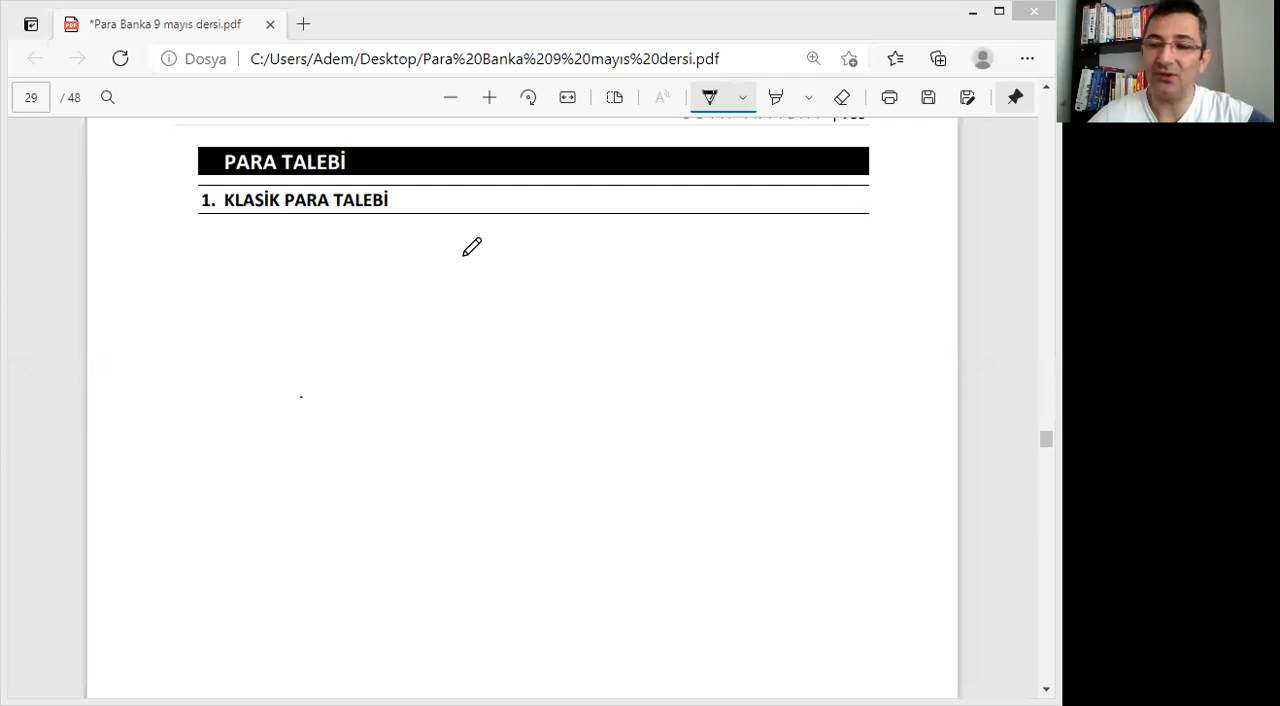 *Para Banka 9 mayıs dersi.pdf
Dosya C:/Users/Adem/Desktop/Para%20Banka%209%20mayıs%20dersi.pdf
29 / 48
PARA TALEBİ
1. KLASİK PARA TALEBİ